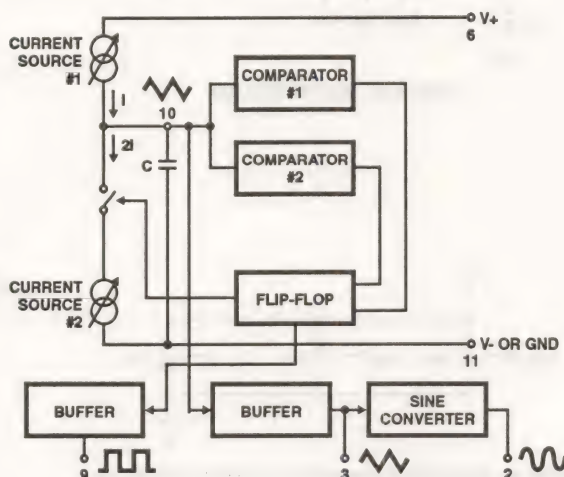 V+
6
CURRENT
SOURCE
#1
I
10
COMPARATOR
#1
2I
C
COMPARATOR
#2
CURRENT
SOURCE
#2
FLIP-FLOP
V- OR GND
11
BUFFER
BUFFER
SINE
CONVERTER
9
3
2